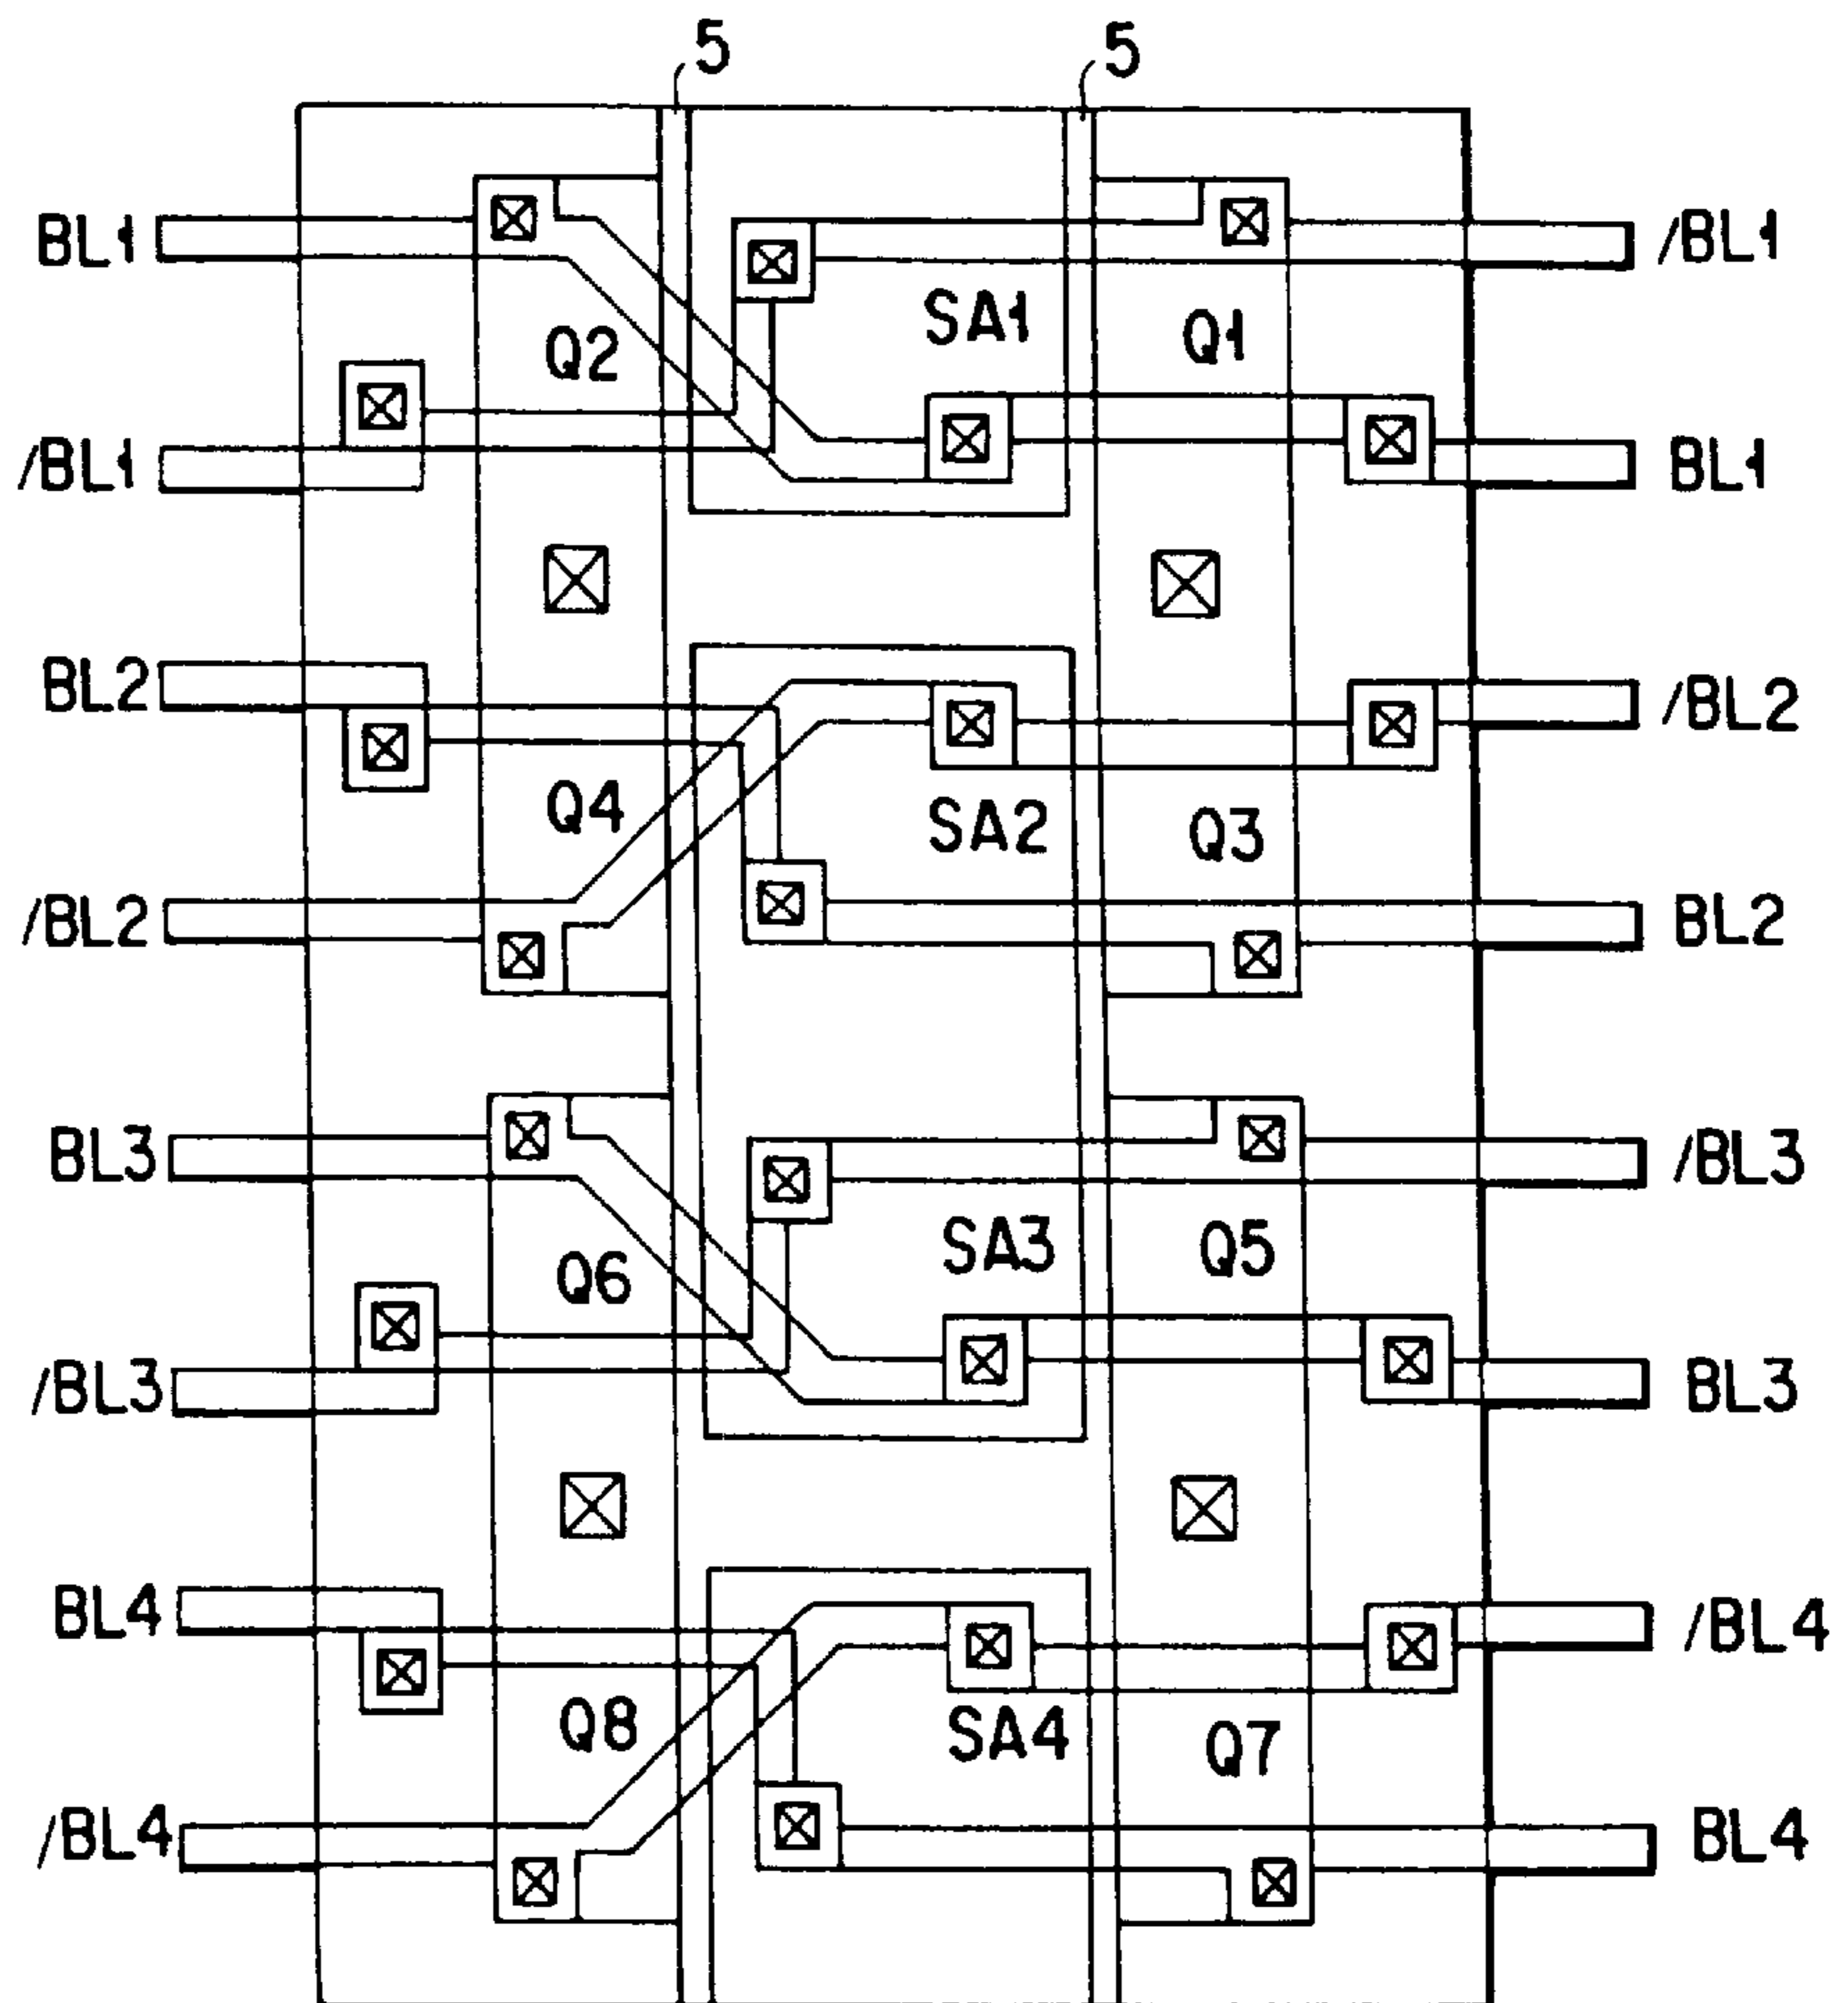 5 5
BL1 /BL1
SA1
Q2 Q1
/BL1 BL1
BL2 /BL2
Q4 SA2 Q3
/BL2 BL2
BL3 /BL3
Q6 SA3 Q5
/BL3 BL3
BL4 /BL4
Q8 SA4 Q7
/BL4 BL4